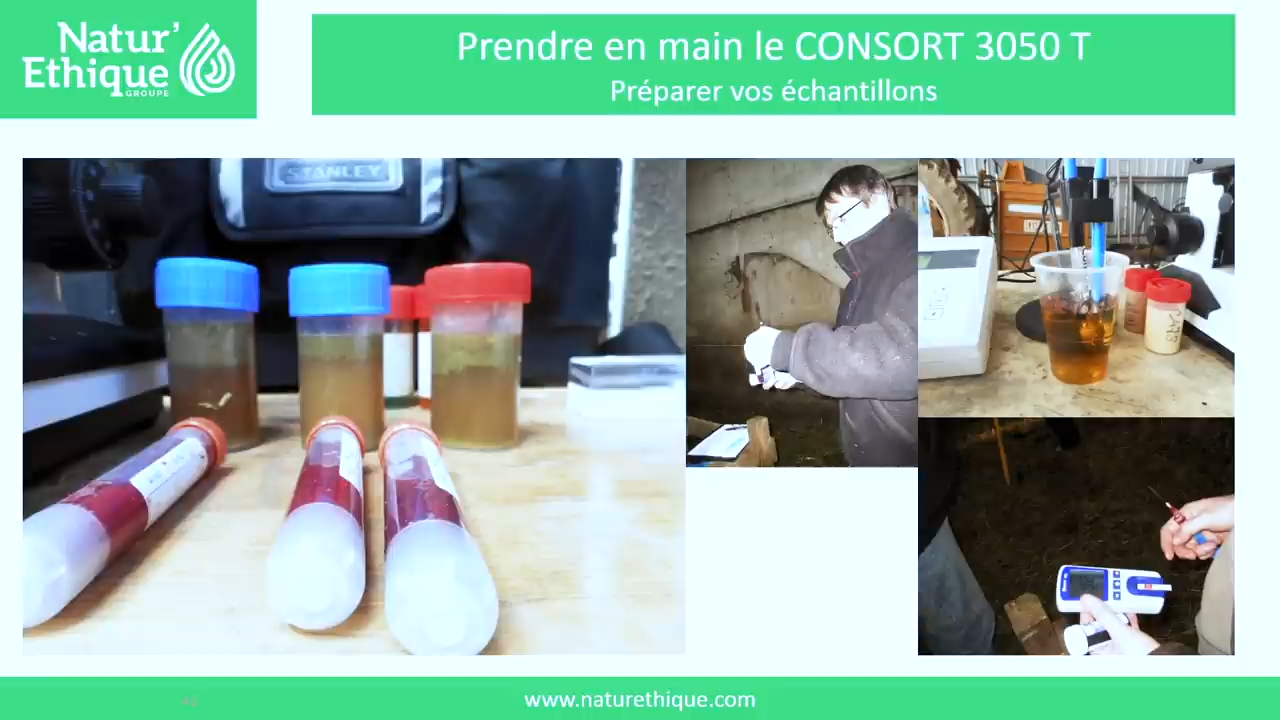 Natur'
Ethique
GROUPE
Prendre en main le CONSORT 3050 T
Préparer vos échantillons
STANLEY
www.naturethique.com